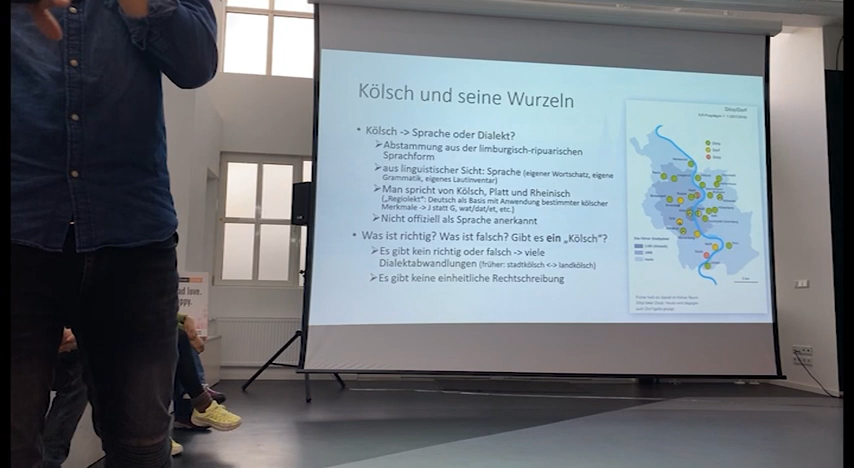 Kölsch und seine Wurzeln
• Kölsch -> Sprache oder Dialekt?
➢Abstammung aus der limburgisch-ripuarischen
Sprachform
➢aus linguistischer Sicht: Sprache (eigener Wortschatz, eigene
Grammatik, eigenes Lautinventar)
➢Man spricht von Kölsch, Platt und Rheinisch
(„Regiolekt“: Deutsch als Basis mit Anwendung bestimmter kölscher
Merkmale -> J statt G, wat/dat/et, etc.)
➢Nicht offiziell als Sprache anerkannt
• Was ist richtig? Was ist falsch? Gibt es ein „Kölsch“?
➢Es gibt kein richtig oder falsch -> viele
Dialektabwandlungen (früher: stadtkölsch <-> landkölsch)
➢Es gibt keine einheitliche Rechtschreibung
Dörp/Dorf
love.
ppy.